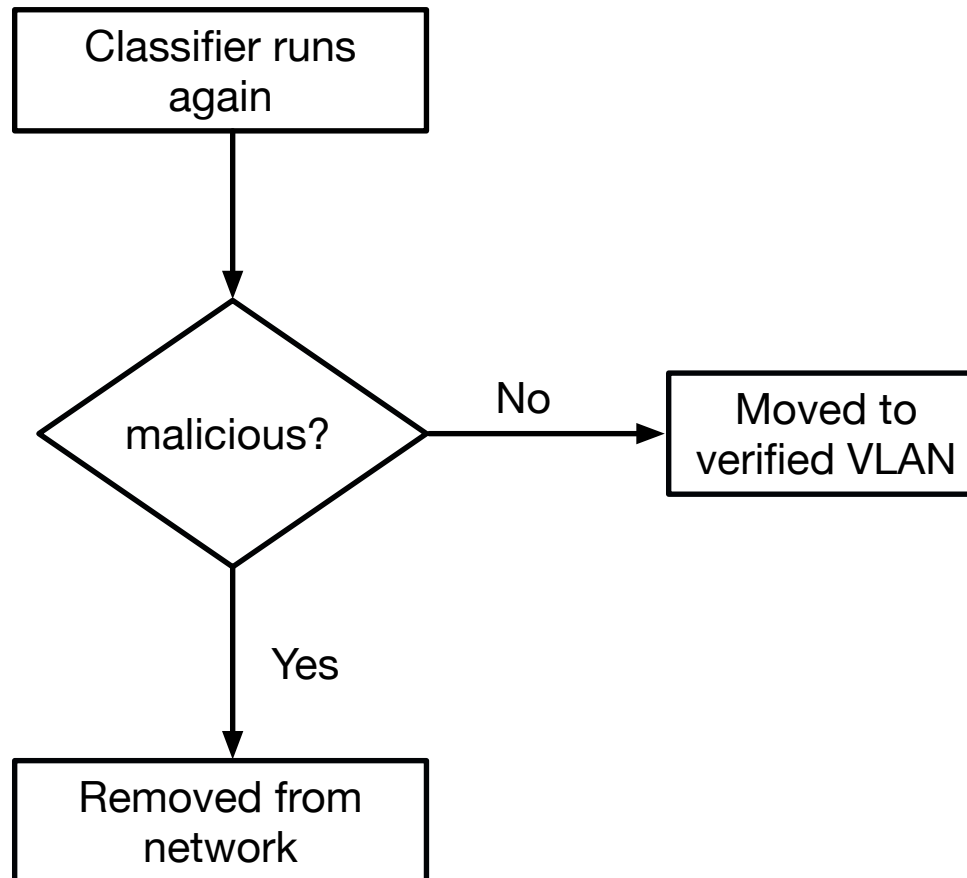 Classifier runs
again
malicious?
No
Moved to
verified VLAN
Yes
Removed from
network